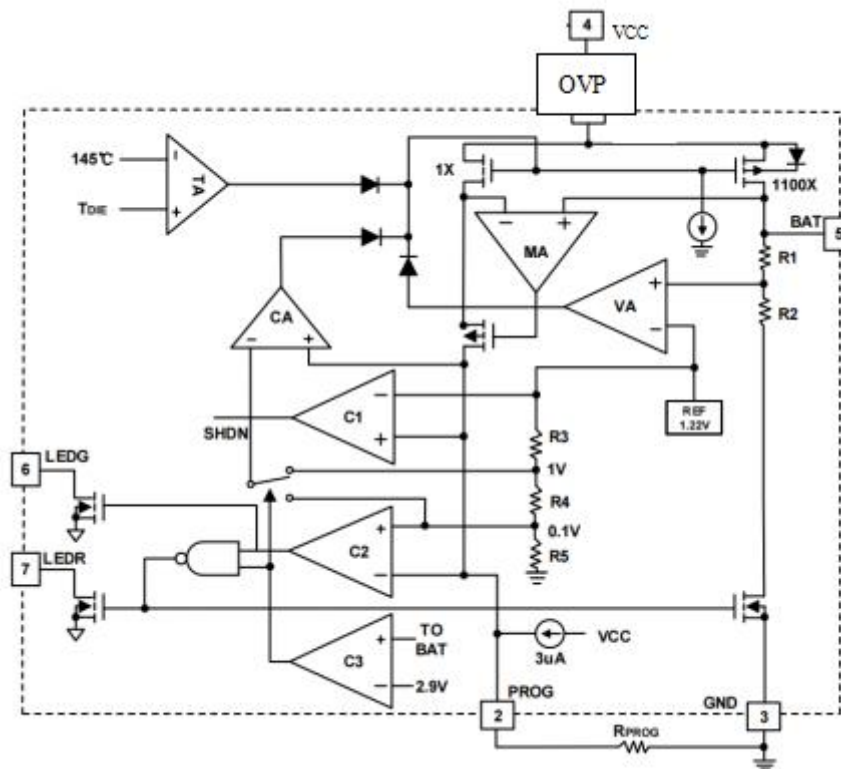 4 VCC
OVP
145℃
TA
TDIE
1X
1100X
BAT
5
MA
R1
VA
R2
CA
C1
REF
1.22V
SHDN
R3
1V
6 LEDG
R4
0.1V
C2
R5
7 LEDR
TO
BAT
VCC
C3
3uA
2.9V
PROG
2
GND
3
RPROG
+
-
+
-
+
-
+
-
+
-
+
-
+
-